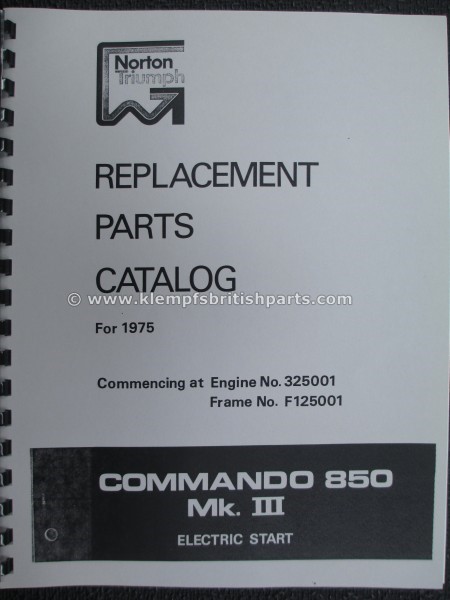 Norton
Triumph
REPLACEMENT
PARTS
CATALOG
© www.klempfsbritishparts.com
For 1975
Commencing at Engine No. 325001
Frame No. F125001
COMMANDO 850
Mk. III
ELECTRIC START